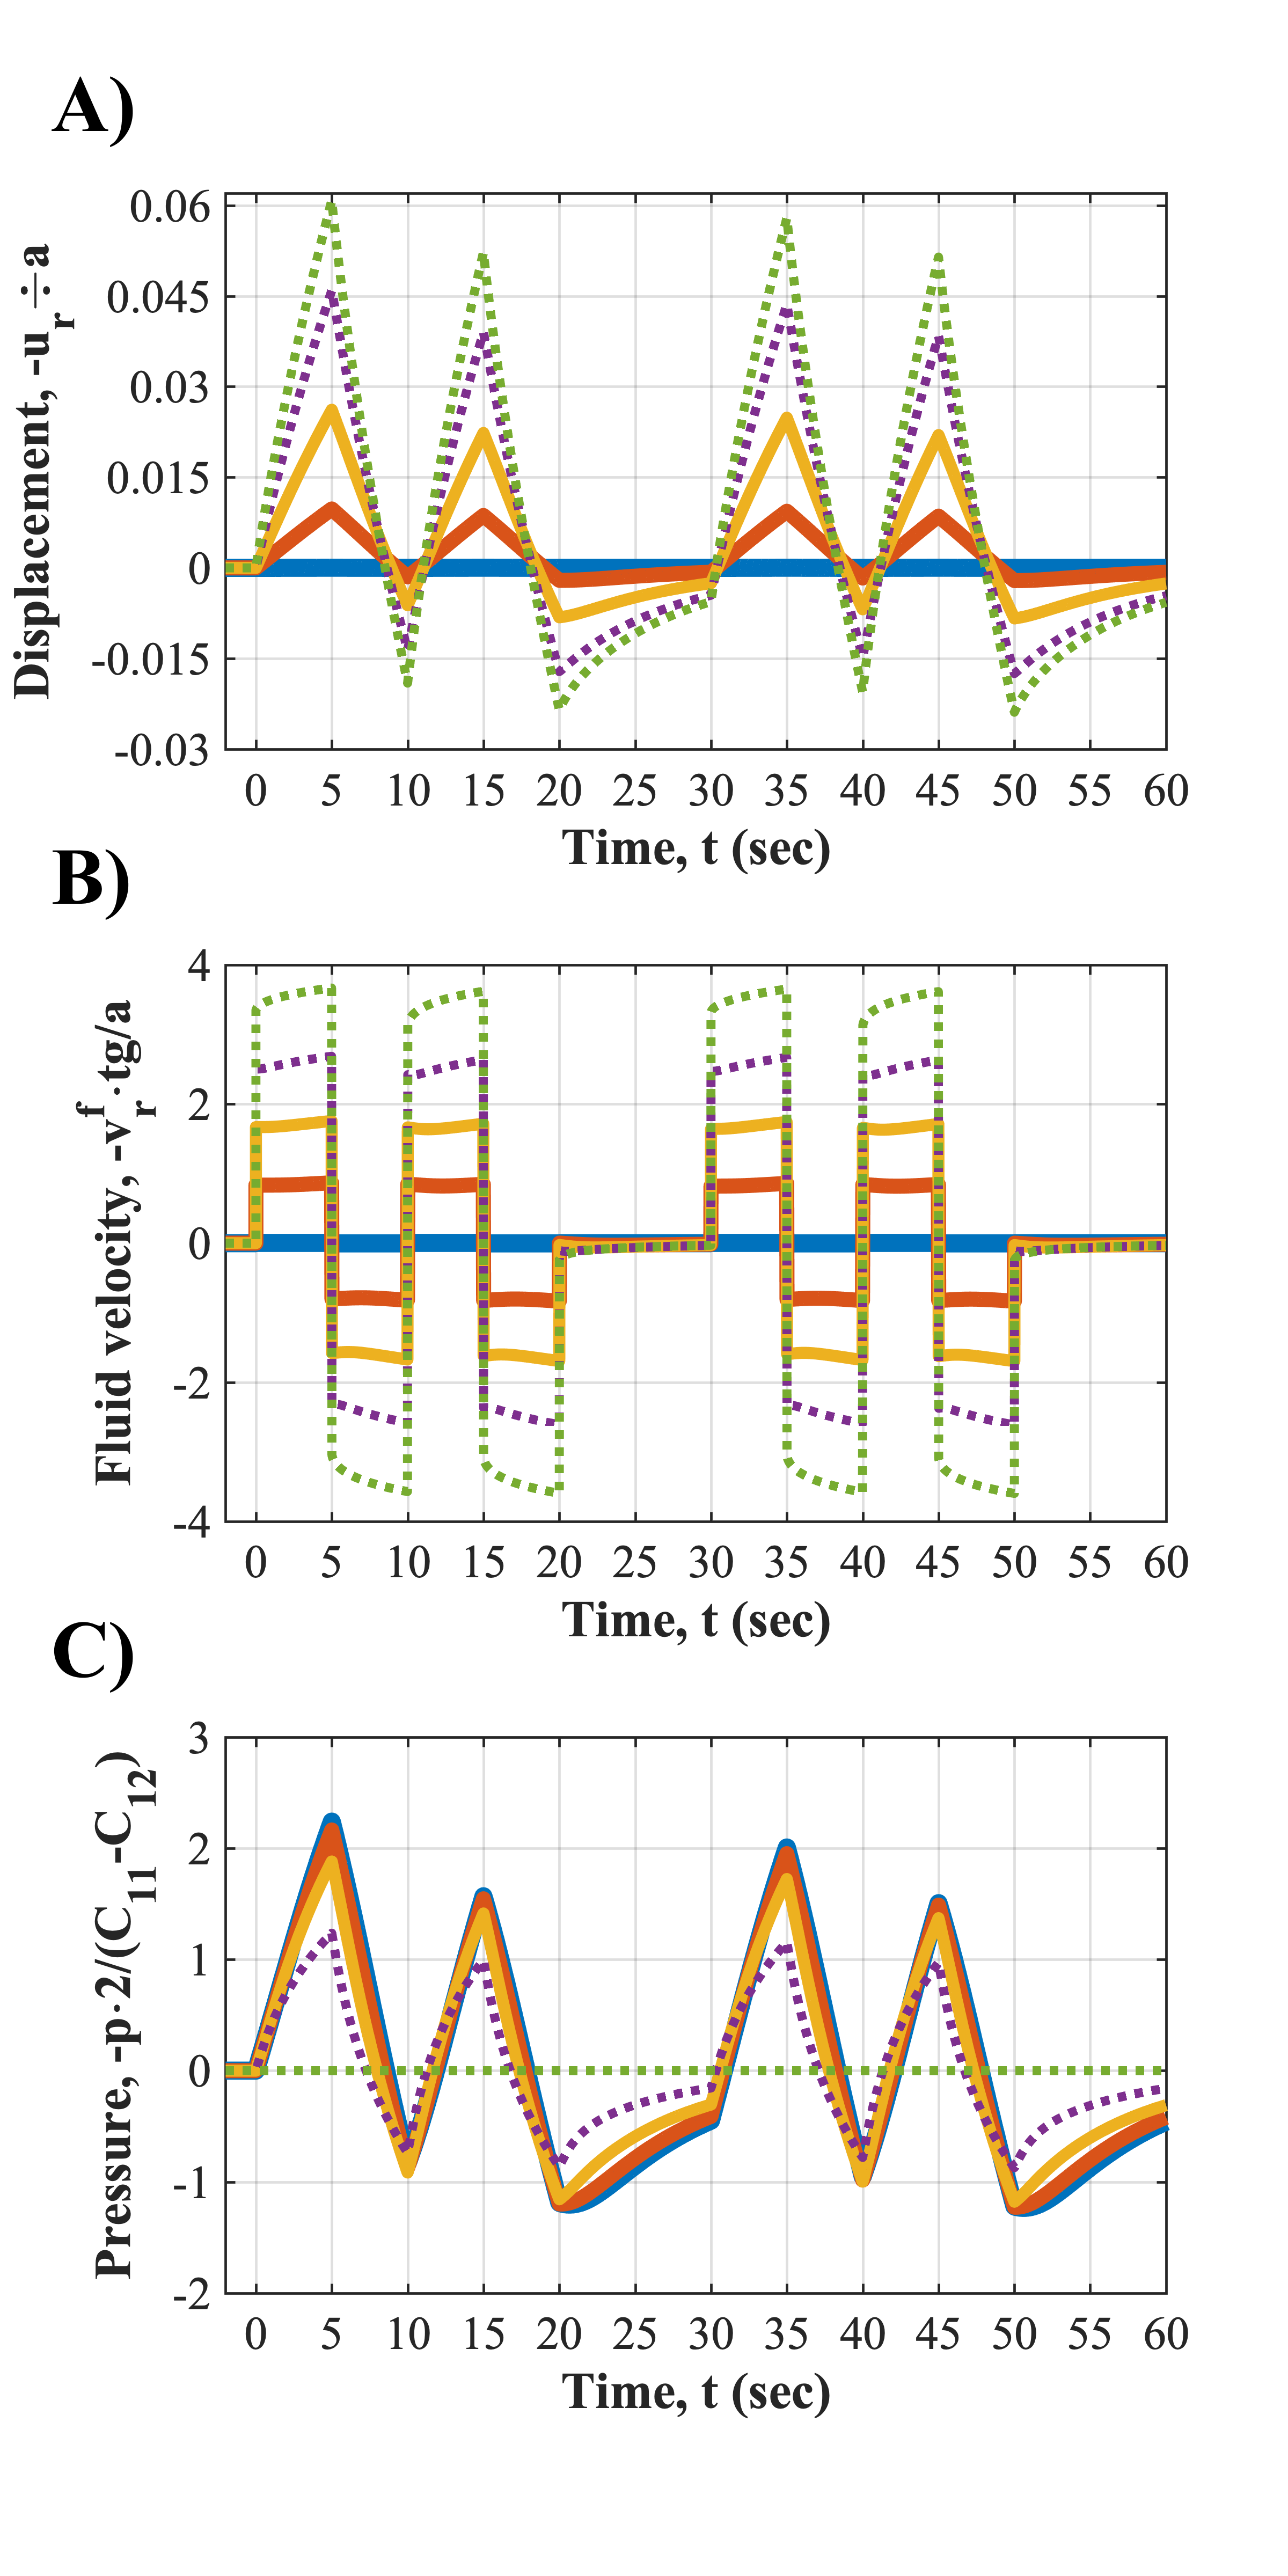 A)
Displacement, -u_r ÷ a
0.06
0.045
0.03
0.015
0
-0.015
-0.03
0 5 10 15 20 25 30 35 40 45 50 55 60
Time, t (sec)
B)
Fluid velocity, -v^f_r·tg/a
4
2
0
-2
-4
0 5 10 15 20 25 30 35 40 45 50 55 60
Time, t (sec)
C)
Pressure, -p·2/(C_11-C_12)
3
2
1
0
-1
-2
0 5 10 15 20 25 30 35 40 45 50 55 60
Time, t (sec)